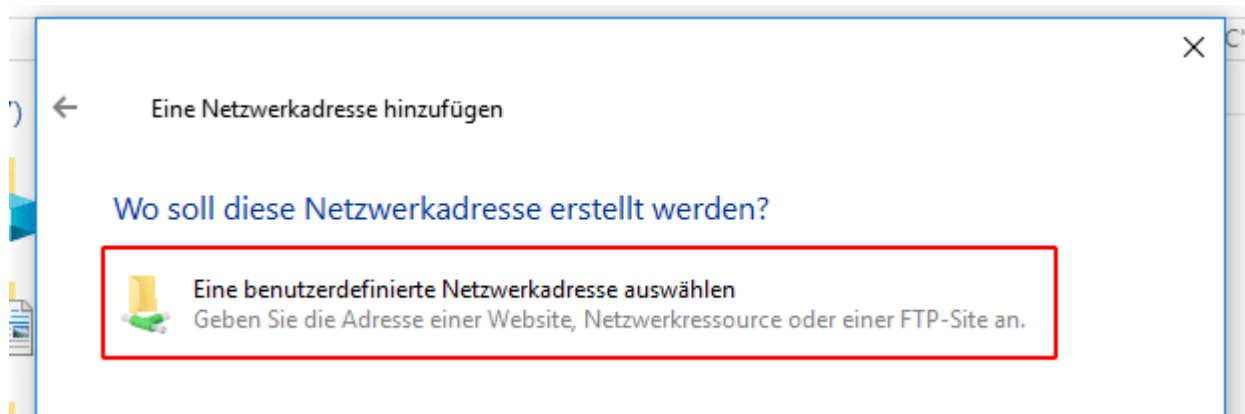 Eine Netzwerkadresse hinzufügen
Wo soll diese Netzwerkadresse erstellt werden?
Eine benutzerdefinierte Netzwerkadresse auswählen
Geben Sie die Adresse einer Website, Netzwerkressource oder einer FTP-Site an.